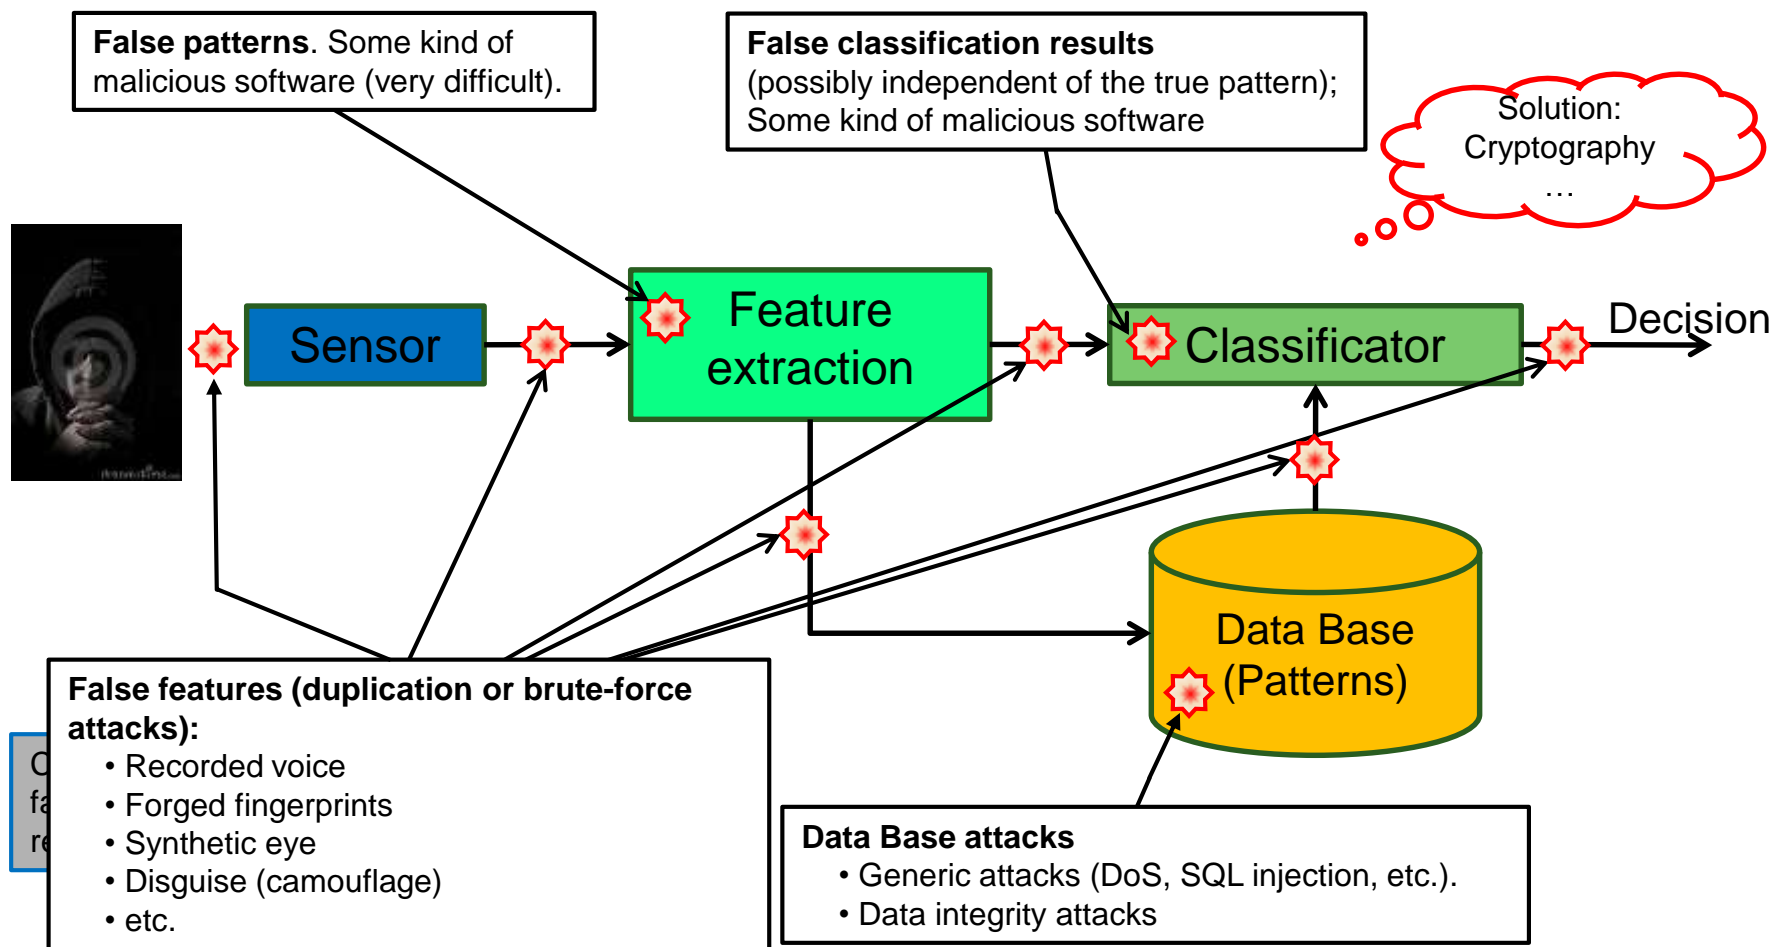 False patterns. Some kind of
malicious software (very difficult).
False classification results
(possibly independent of the true pattern);
Some kind of malicious software
Solution:
Cryptography
…
Sensor
Feature
extraction
Classificator
Decision
Data Base
(Patterns)
False features (duplication or brute-force
attacks):
• Recorded voice
• Forged fingerprints
• Synthetic eye
• Disguise (camouflage)
• etc.
Data Base attacks
• Generic attacks (DoS, SQL injection, etc.).
• Data integrity attacks